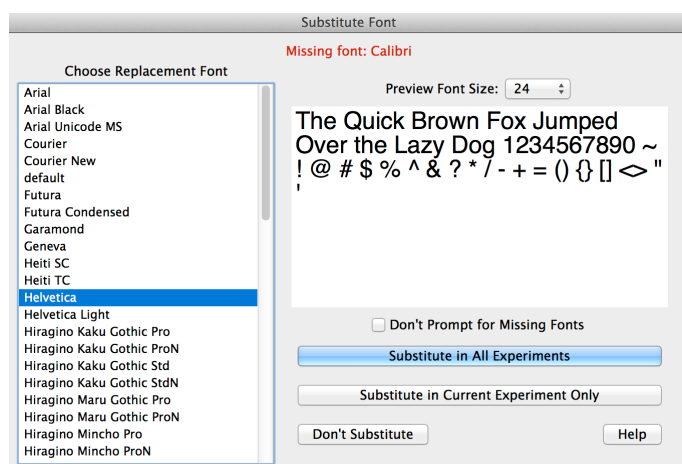 Substitute Font
Missing font: Calibri
Choose Replacement Font
Arial
Arial Black
Arial Unicode MS
Courier
Courier New
default
Futura
Futura Condensed
Garamond
Geneva
Heiti SC
Heiti TC
Helvetica
Helvetica Light
Hiragino Kaku Gothic Pro
Hiragino Kaku Gothic ProN
Hiragino Kaku Gothic Std
Hiragino Kaku Gothic StdN
Hiragino Maru Gothic Pro
Hiragino Maru Gothic ProN
Hiragino Mincho Pro
Hiragino Mincho ProN
Preview Font Size: 24
The Quick Brown Fox Jumped
Over the Lazy Dog 1234567890 ~
! @ # $ % ^ & ? * / - + = () {} [] <> "
'
Don't Prompt for Missing Fonts
Substitute in All Experiments
Substitute in Current Experiment Only
Don't Substitute
Help